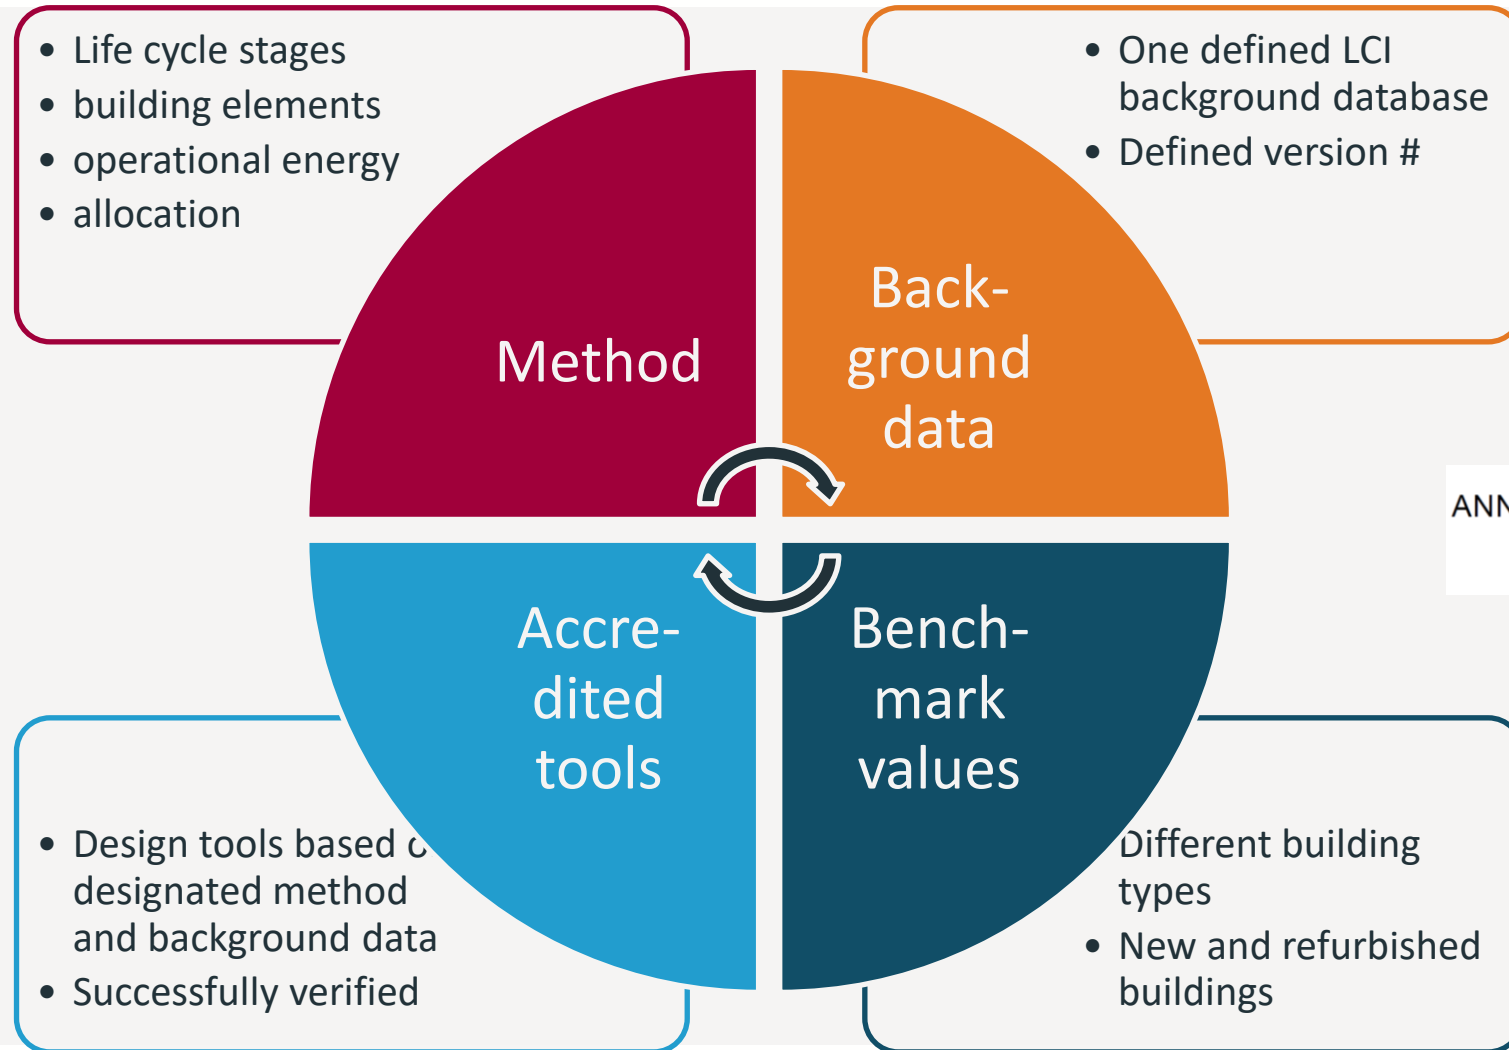 • Life cycle stages
• building elements
• operational energy
• allocation
• One defined LCI
background database
• Defined version #
Method
Back-
ground
data
Accre-
dited
tools
Bench-
mark
values
• Design tools based
designated method
and background data
• Successfully verified
Different building
types
• New and refurbished
buildings